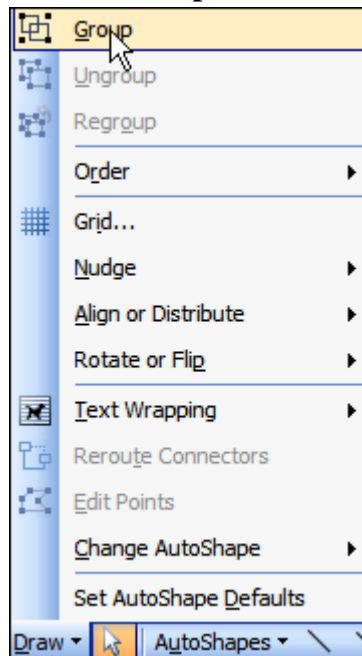 Group
Ungroup
Regroup
Order
Grid...
Nudge
Align or Distribute
Rotate or Flip
Text Wrapping
Reroute Connectors
Edit Points
Change AutoShape
Set AutoShape Defaults
Draw AutoShapes